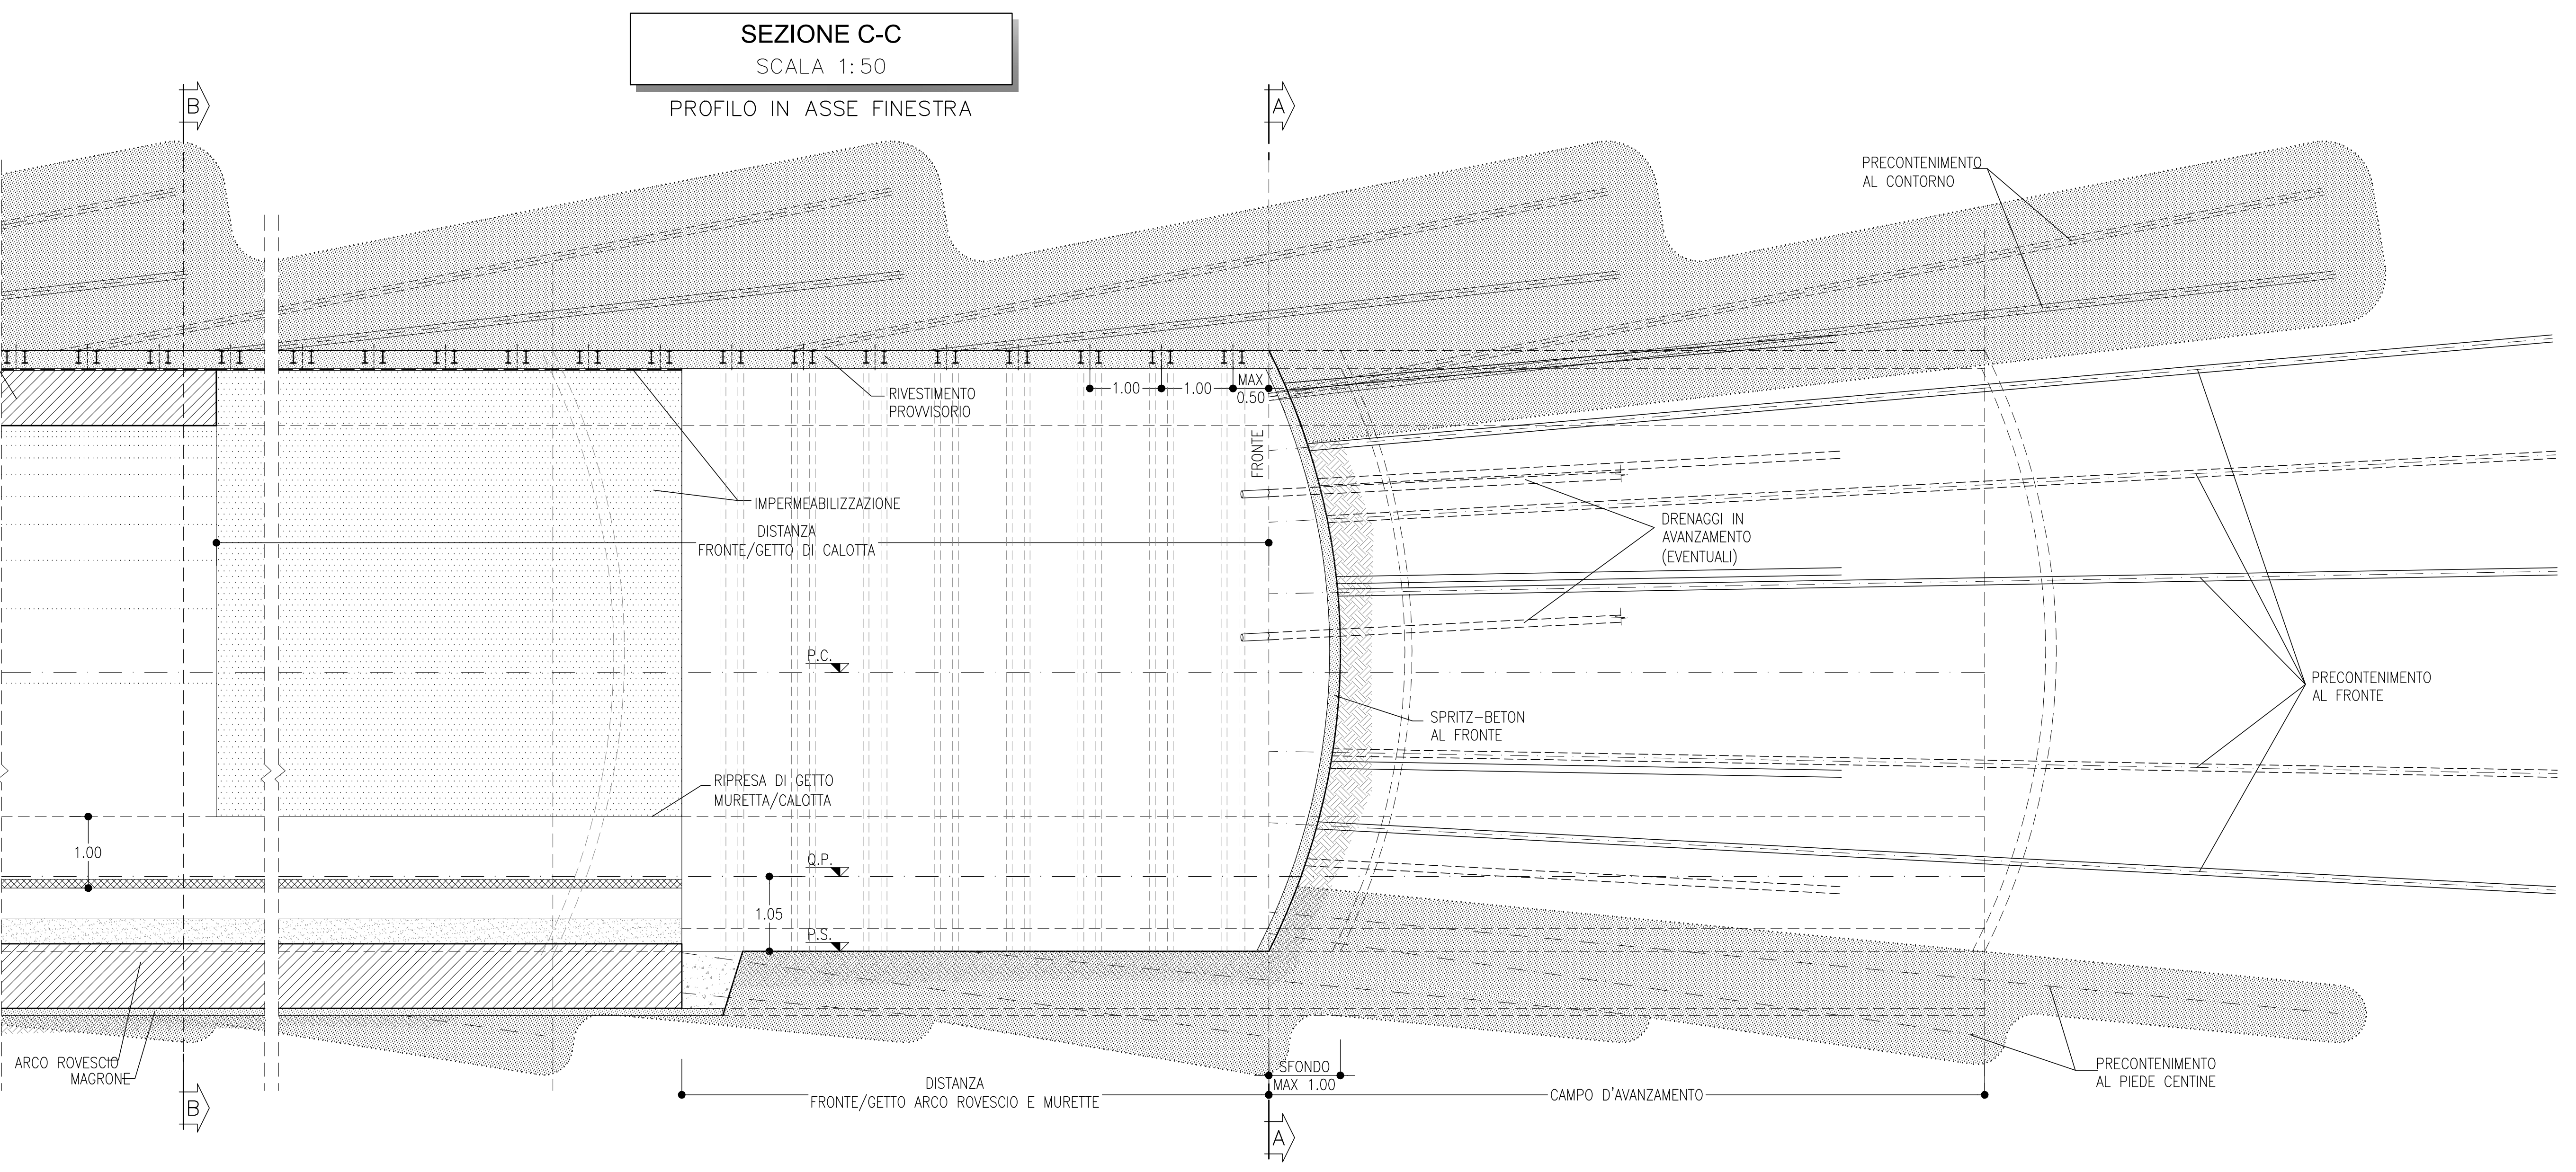 SEZIONE C-C
SCALA 1:50
PROFILO IN ASSE FINESTRA
B
A
PRECONTENIMENTO
AL CONTORNO
RIVESTIMENTO
PROVVISORIO
1.00
1.00
MAX
0.50
FRONTE
IMPERMEABILIZZAZIONE
DISTANZA
FRONTE/GETTO DI CALOTTA
DRENAGGI IN
AVANZAMENTO
(EVENTUALI)
P.C.
PRECONTENIMENTO
AL FRONTE
SPRITZ-BETON
AL FRONTE
RIPRESA DI GETTO
MURETTA/CALOTTA
1.00
Q.P.
1.05
P.S.
ARCO ROVESCIO
MAGRONE
SFONDO
MAX 1.00
PRECONTENIMENTO
AL PIEDE CENTINE
DISTANZA
FRONTE/GETTO ARCO ROVESCIO E MURETTE
CAMPO D'AVANZAMENTO
B
A